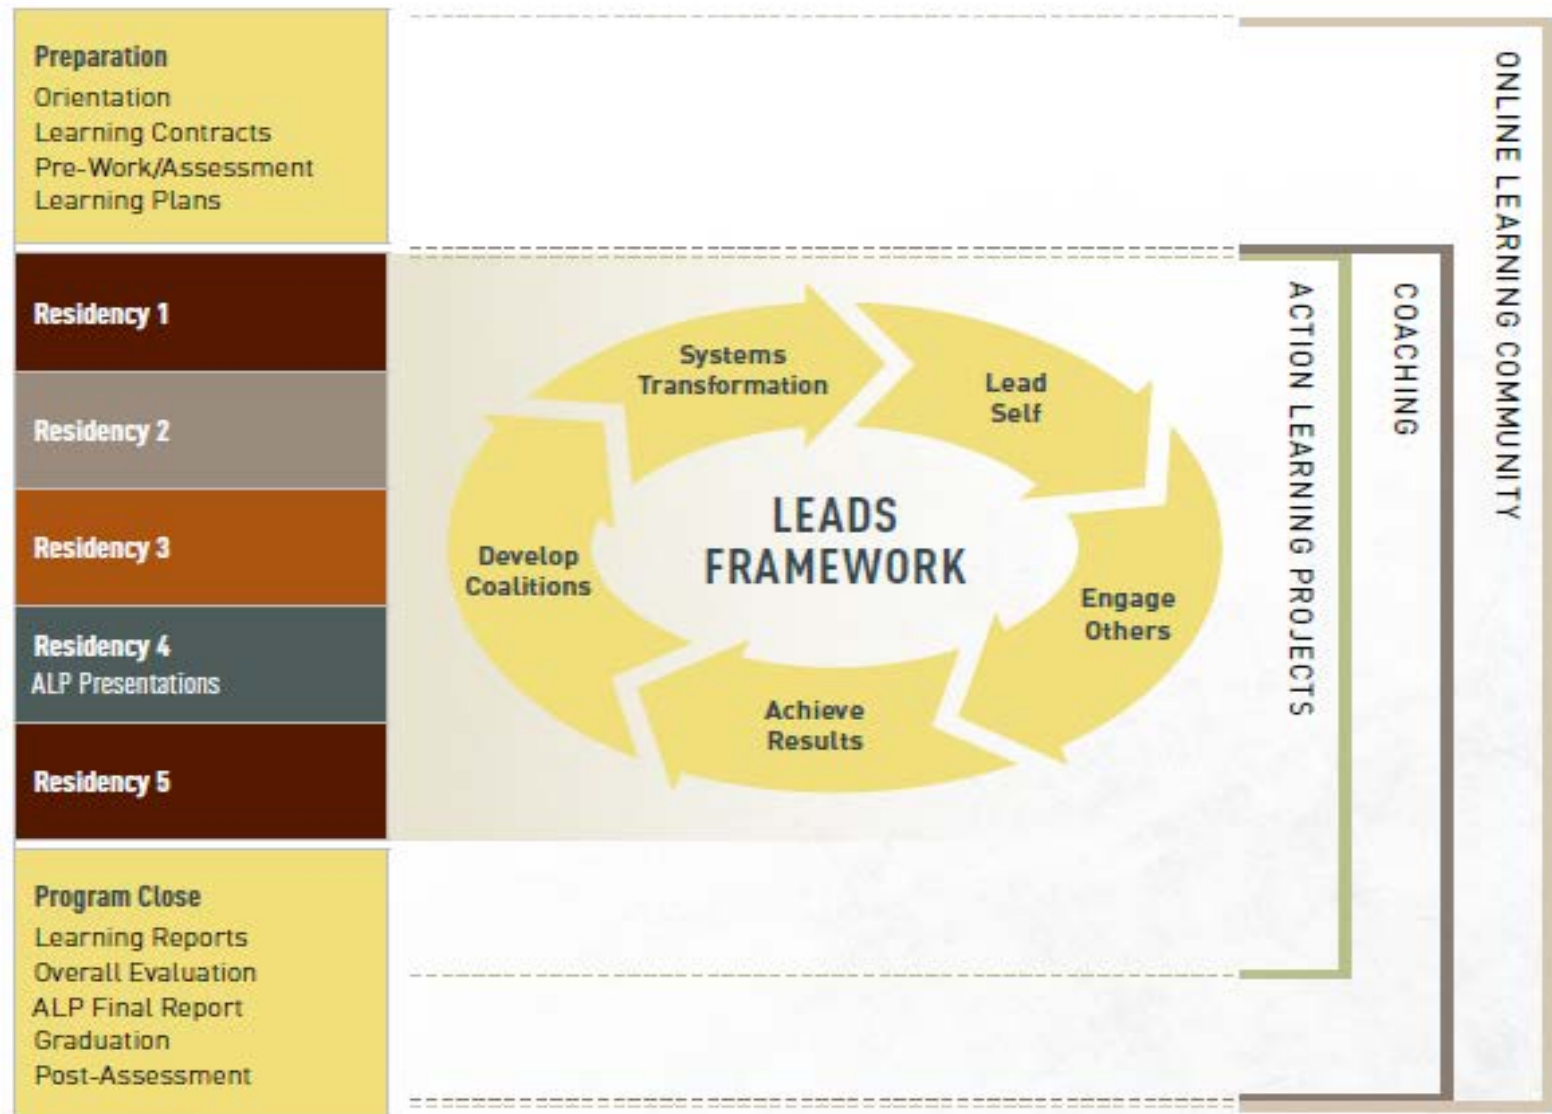 Preparation
Orientation
Learning Contracts
Pre-Work/Assessment
Learning Plans
Residency 1
Residency 2
Residency 3
Residency 4
ALP Presentations
Residency 5
Program Close
Learning Reports
Overall Evaluation
ALP Final Report
Graduation
Post-Assessment
Systems
Transformation
Lead
Self
Engage
Others
Achieve
Results
Develop
Coalitions
LEADS
FRAMEWORK
ACTION LEARNING PROJECTS
COACHING
ONLINE LEARNING COMMUNITY